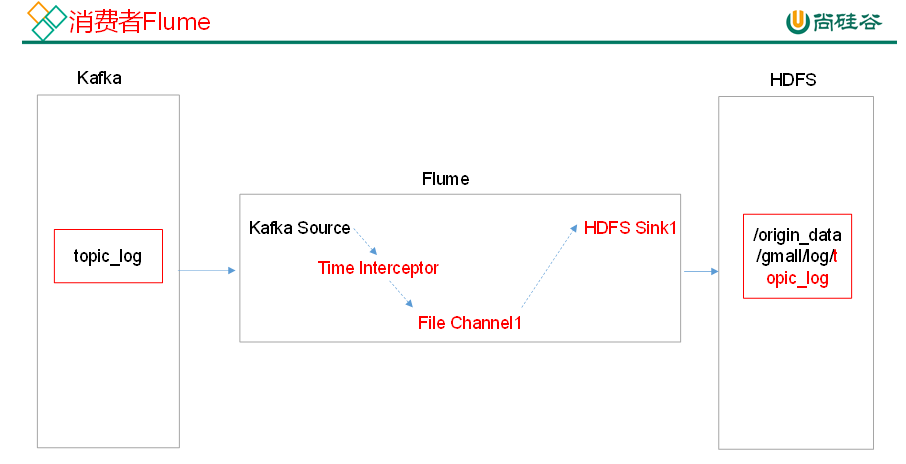 消费者Flume
尚硅谷
Kafka
HDFS
Flume
topic_log
Kafka Source
Time Interceptor
File Channel1
HDFS Sink1
/origin_data
/gmall/log/t
opic_log